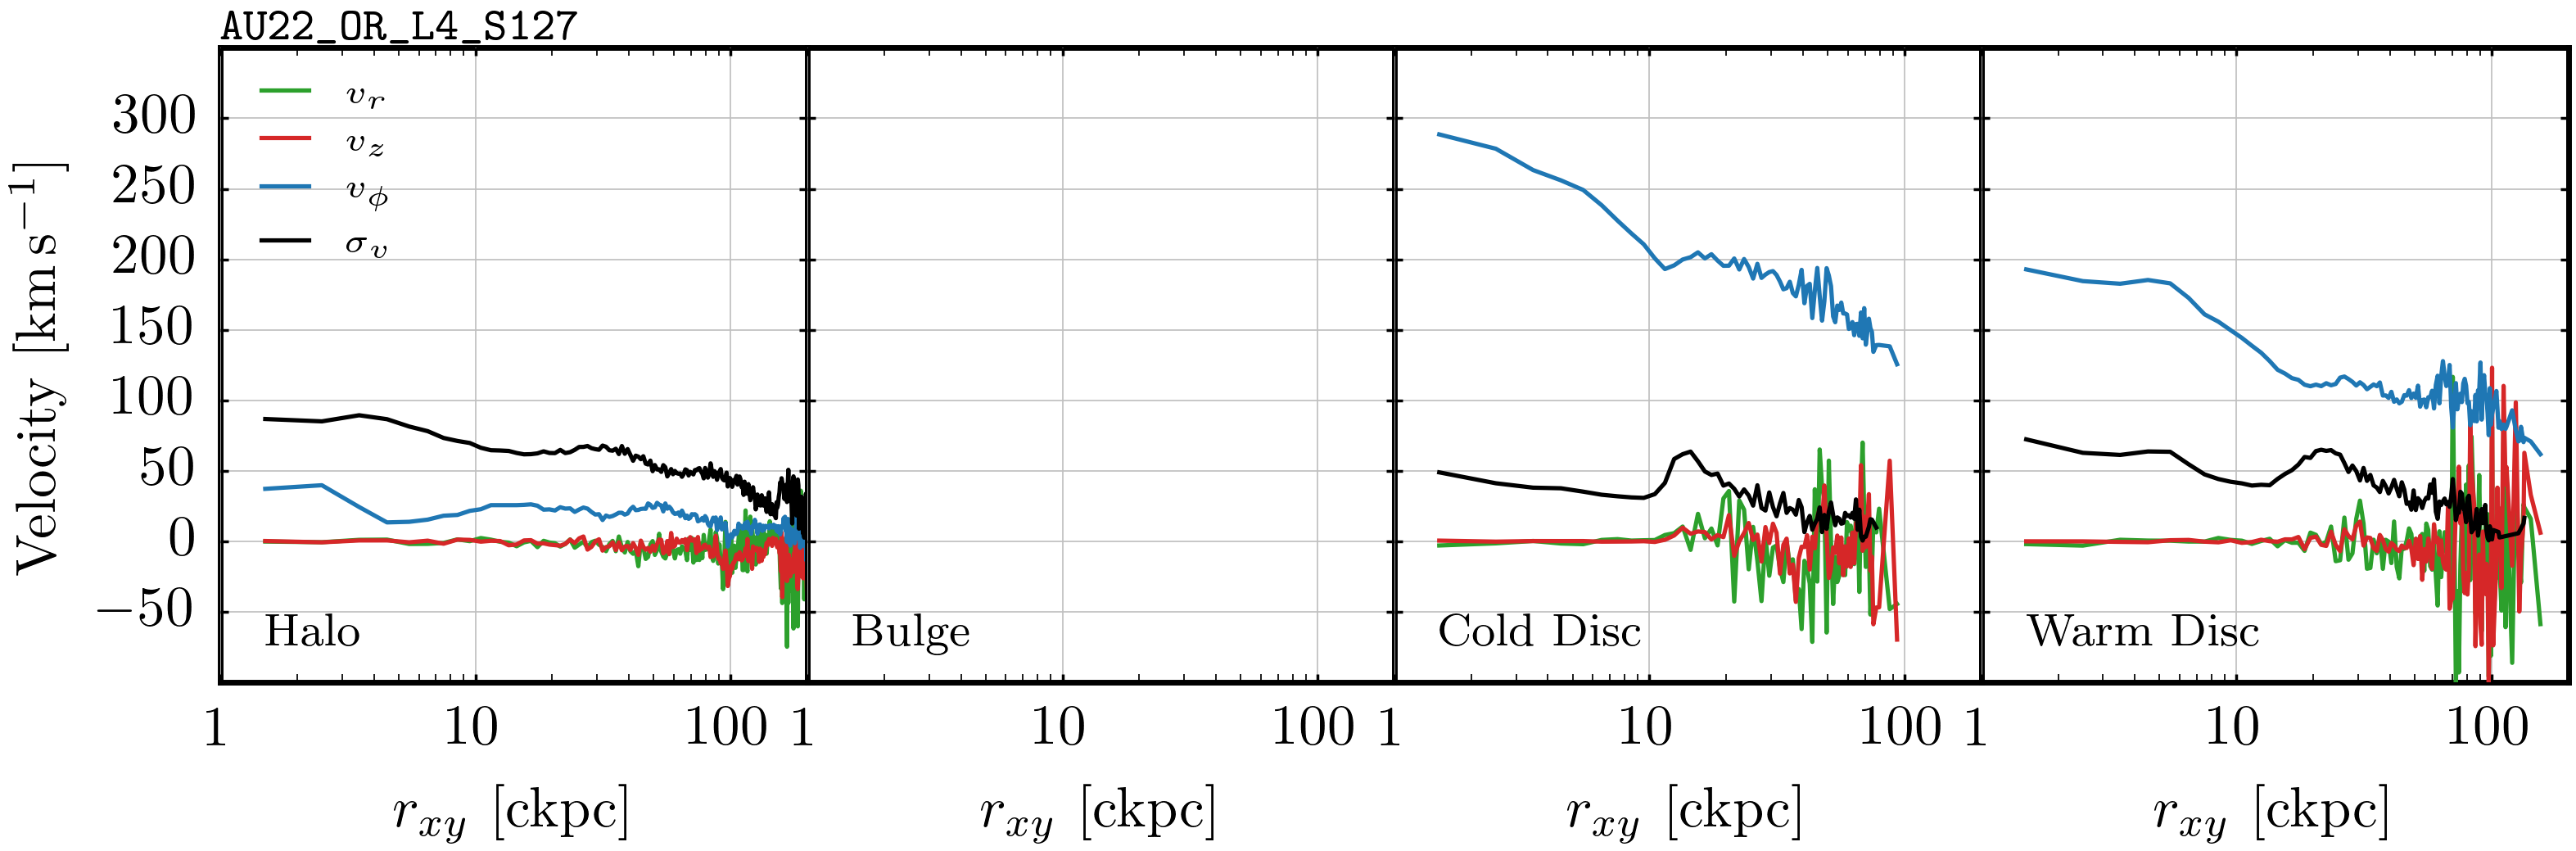 AU22_OR_L4_S127
v_r
v_z
v_ϕ
σ_v
Velocity [km s⁻¹]
300
250
200
150
100
50
0
−50
Halo
Bulge
Cold Disc
Warm Disc
1 10 100 1 10 100 1 10 100 1 10 100
r_xy [ckpc] r_xy [ckpc] r_xy [ckpc] r_xy [ckpc]